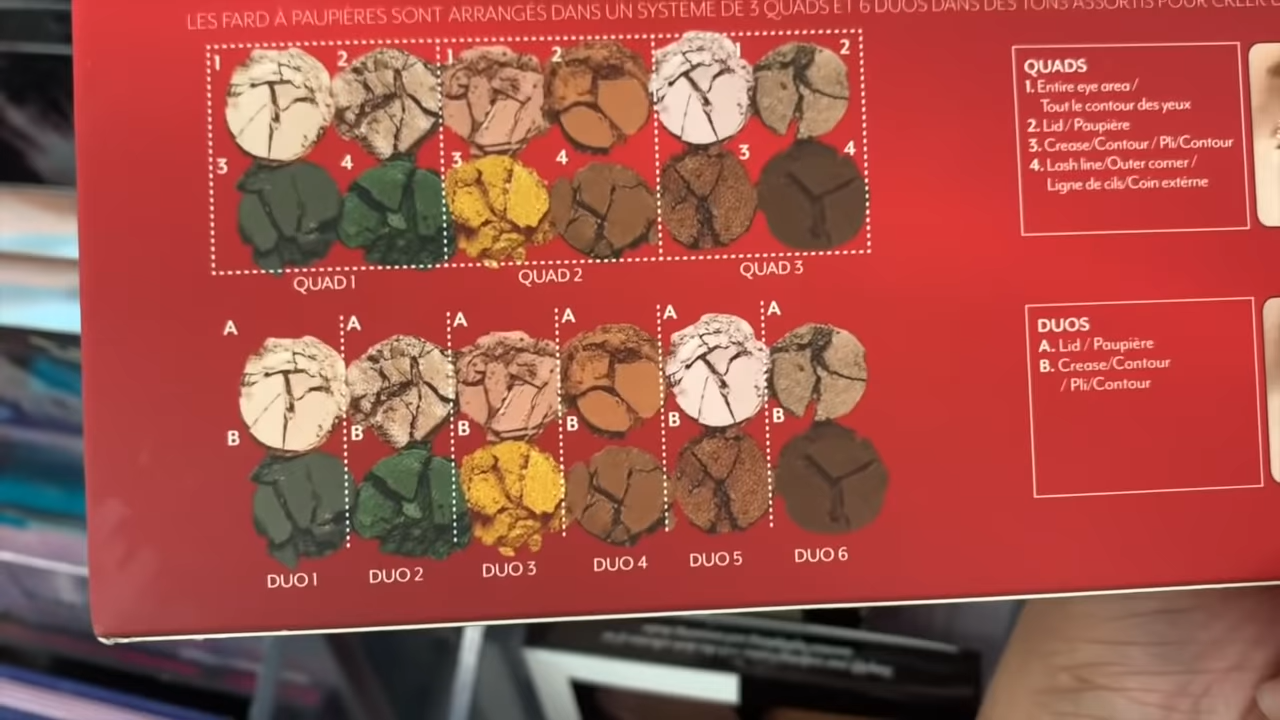 LES FARD À PAUPIÈRES SONT ARRANGÉS DANS UN SYSTÈME DE 3 QUADS ET 6 DUOS DANS DES TONS ASSORTIS POUR CRÉER
1 2 1 2 1 2
3 4 3 4 3 4
QUAD 1 QUAD 2 QUAD 3
A A A A A A
B B B B B B
DUO 1 DUO 2 DUO 3 DUO 4 DUO 5 DUO 6
QUADS
1. Entire eye area /
Tout le contour des yeux
2. Lid / Paupière
3. Crease/Contour / Pli/Contour
4. Lash line/Outer corner /
Ligne de cils/Coin extérne
DUOS
A. Lid / Paupière
B. Crease/Contour
/ Pli/Contour